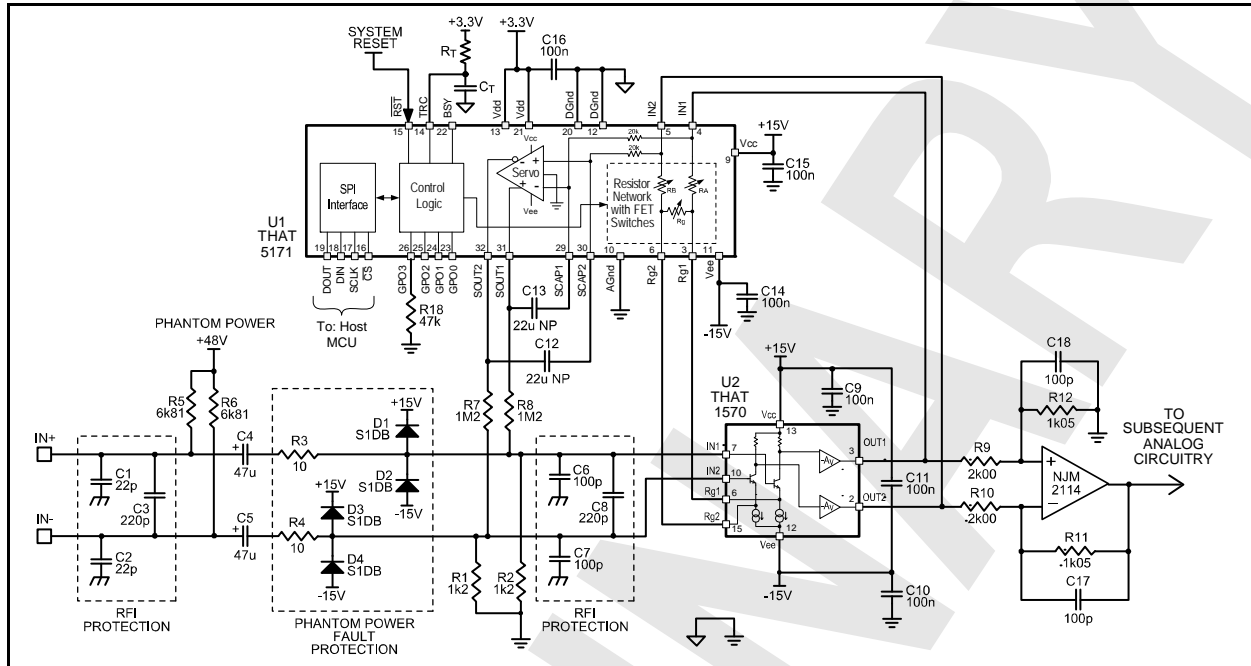 +3.3V
+3.3V
SYSTEM
RESET
RT
C16
100n
CT
RST
TRC
BSY
Vdd
Vdd
DGnd
DGnd
IN2
IN1
15
14
22
13
21
20
12
5
4
+15V
Vcc
9
C15
100n
20k
20k
Vcc
Servo
Vee
SPI
Interface
Control
Logic
Resistor
Network
with FET
Switches
RB
RA
Rg
U1
THAT
5171
19
18
17
16
26
25
24
23
32
31
29
30
10
6
3
11
DOUT
DIN
SCLK
CS
GPO3
GPO2
GPO1
GPO0
SOUT2
SOUT1
SCAP1
SCAP2
AGnd
Rg2
Rg1
Vee
To: Host
MCU
R18
47k
C13
22u NP
C12
22u NP
C14
100n
-15V
PHANTOM POWER
+48V
R5
6k81
R6
6k81
R7
1M2
R8
1M2
+15V
D1
S1DB
D2
S1DB
-15V
+15V
D3
S1DB
D4
S1DB
-15V
IN+
IN-
C1
22p
C2
22p
C3
220p
C4
+
47u
C5
+
47u
R3
10
R4
10
R1
1k2
R2
1k2
C6
100p
C7
100p
C8
220p
RFI
PROTECTION
PHANTOM POWER
FAULT
PROTECTION
RFI
PROTECTION
+15V
U2
THAT
1570
C9
100n
Vcc
13
IN1
7
IN2
10
Rg1
6
Rg2
15
-Av
-Av
3
OUT1
2
OUT2
12
Vee
-15V
C11
100n
C10
100n
R9
2k00
R10
2k00
C18
100p
R12
1k05
NJM
2114
R11
1k05
C17
100p
TO
SUBSEQUENT
ANALOG
CIRCUITRY